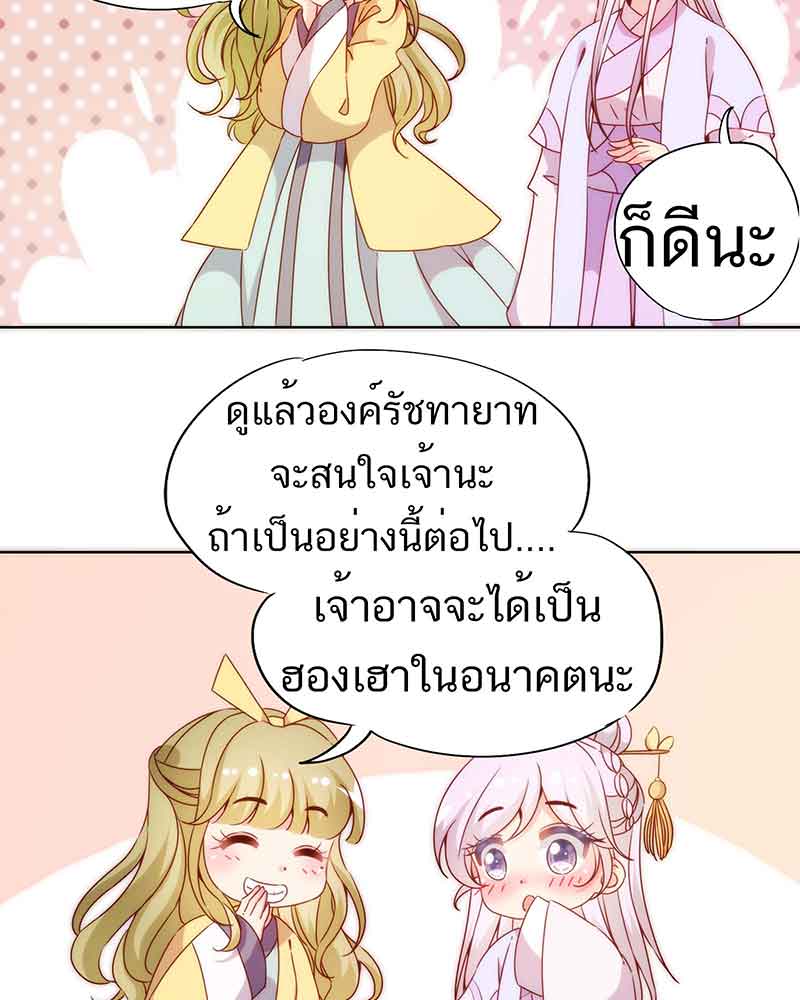 ก็ดีนะ
ดูแล้วองค์รัชทายาท
จะสนใจเจ้านะ
ถ้าเป็นอย่างนี้ต่อไป....
เจ้าอาจจะได้เป็น
ฮองเฮาในอนาคตนะ